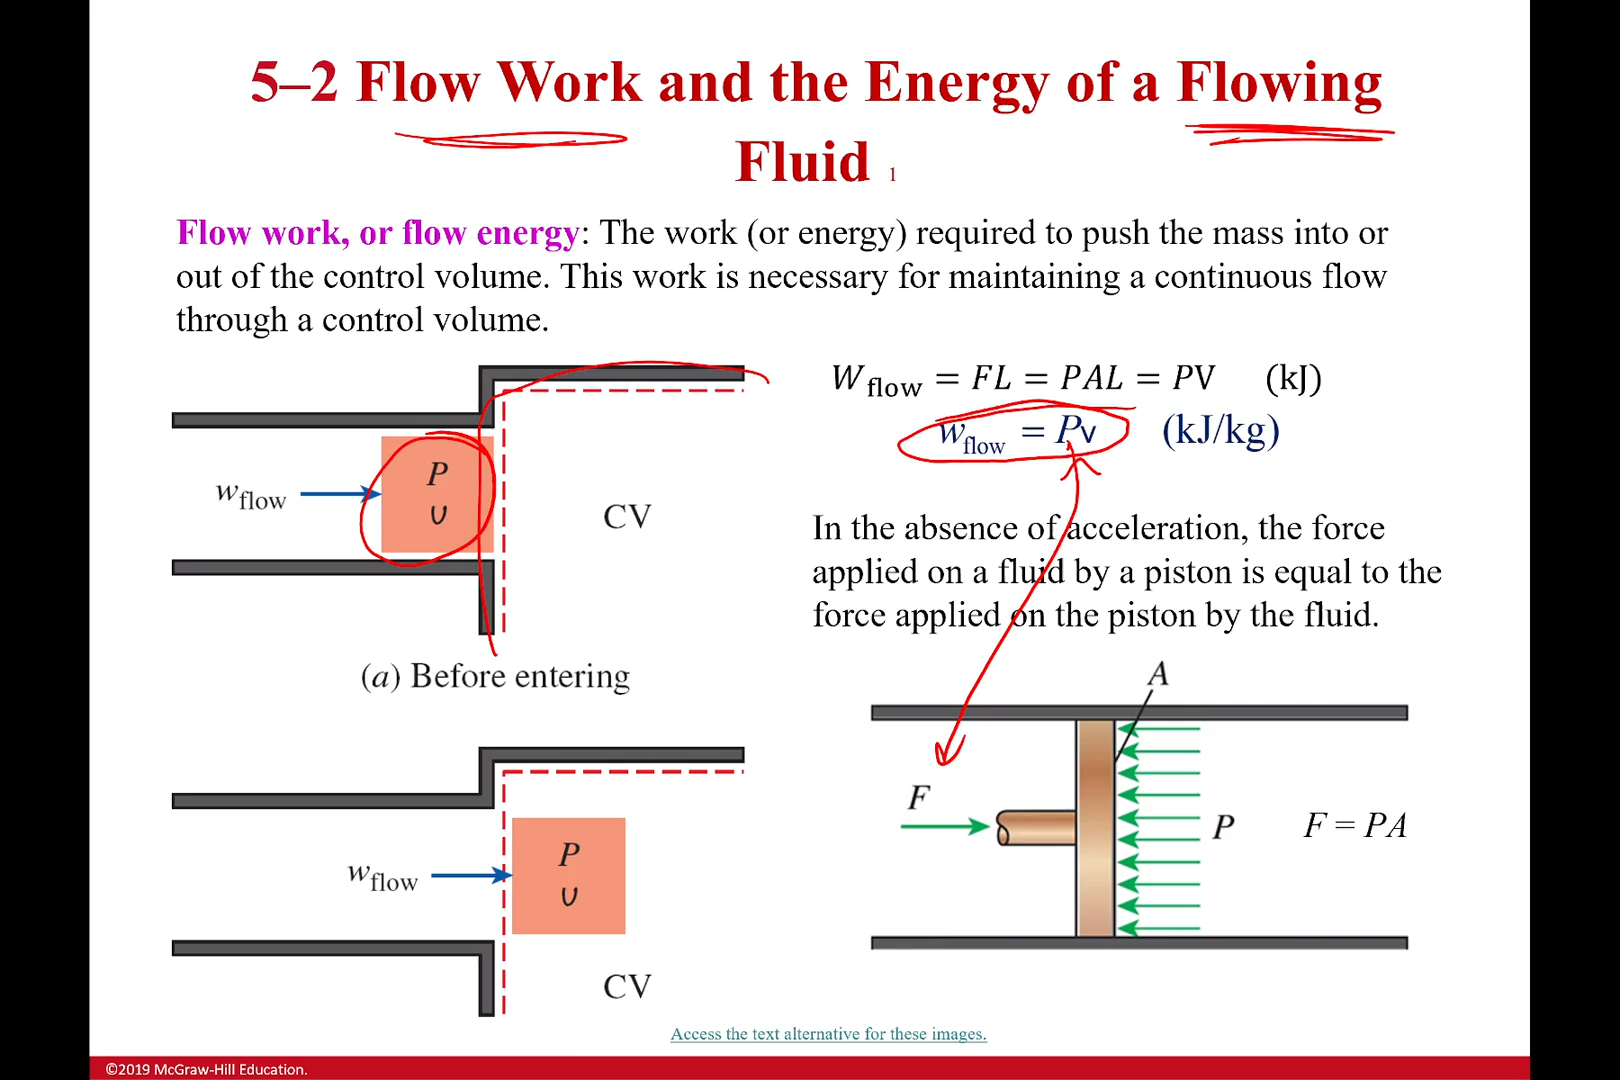 5–2 Flow Work and the Energy of a Flowing
Fluid 1
Flow work, or flow energy: The work (or energy) required to push the mass into or
out of the control volume. This work is necessary for maintaining a continuous flow
through a control volume.
W flow = FL = PAL = PV (kJ)
w flow = Pv (kJ/kg)
P
υ
w flow
CV
(a) Before entering
In the absence of acceleration, the force
applied on a fluid by a piston is equal to the
force applied on the piston by the fluid.
A
F
P
F = PA
P
υ
w flow
CV
Access the text alternative for these images.
©2019 McGraw-Hill Education.